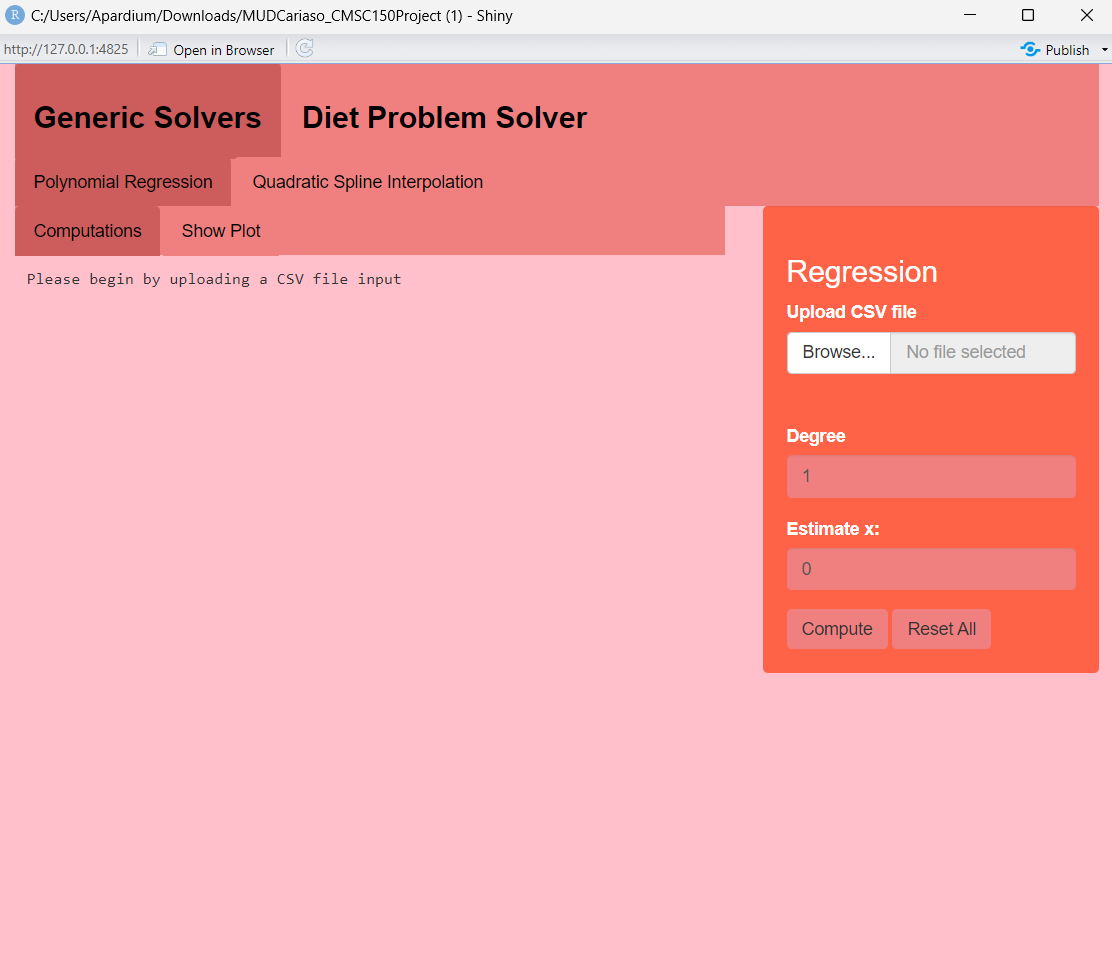 R C:/Users/Apardium/Downloads/MUDCariaso_CMSC150Project (1) - Shiny
http://127.0.0.1:4825 Open in Browser Publish
Generic Solvers Diet Problem Solver
Polynomial Regression Quadratic Spline Interpolation
Computations Show Plot
Please begin by uploading a CSV file input
Regression
Upload CSV file
Browse... No file selected
Degree
1
Estimate x:
0
Compute Reset All